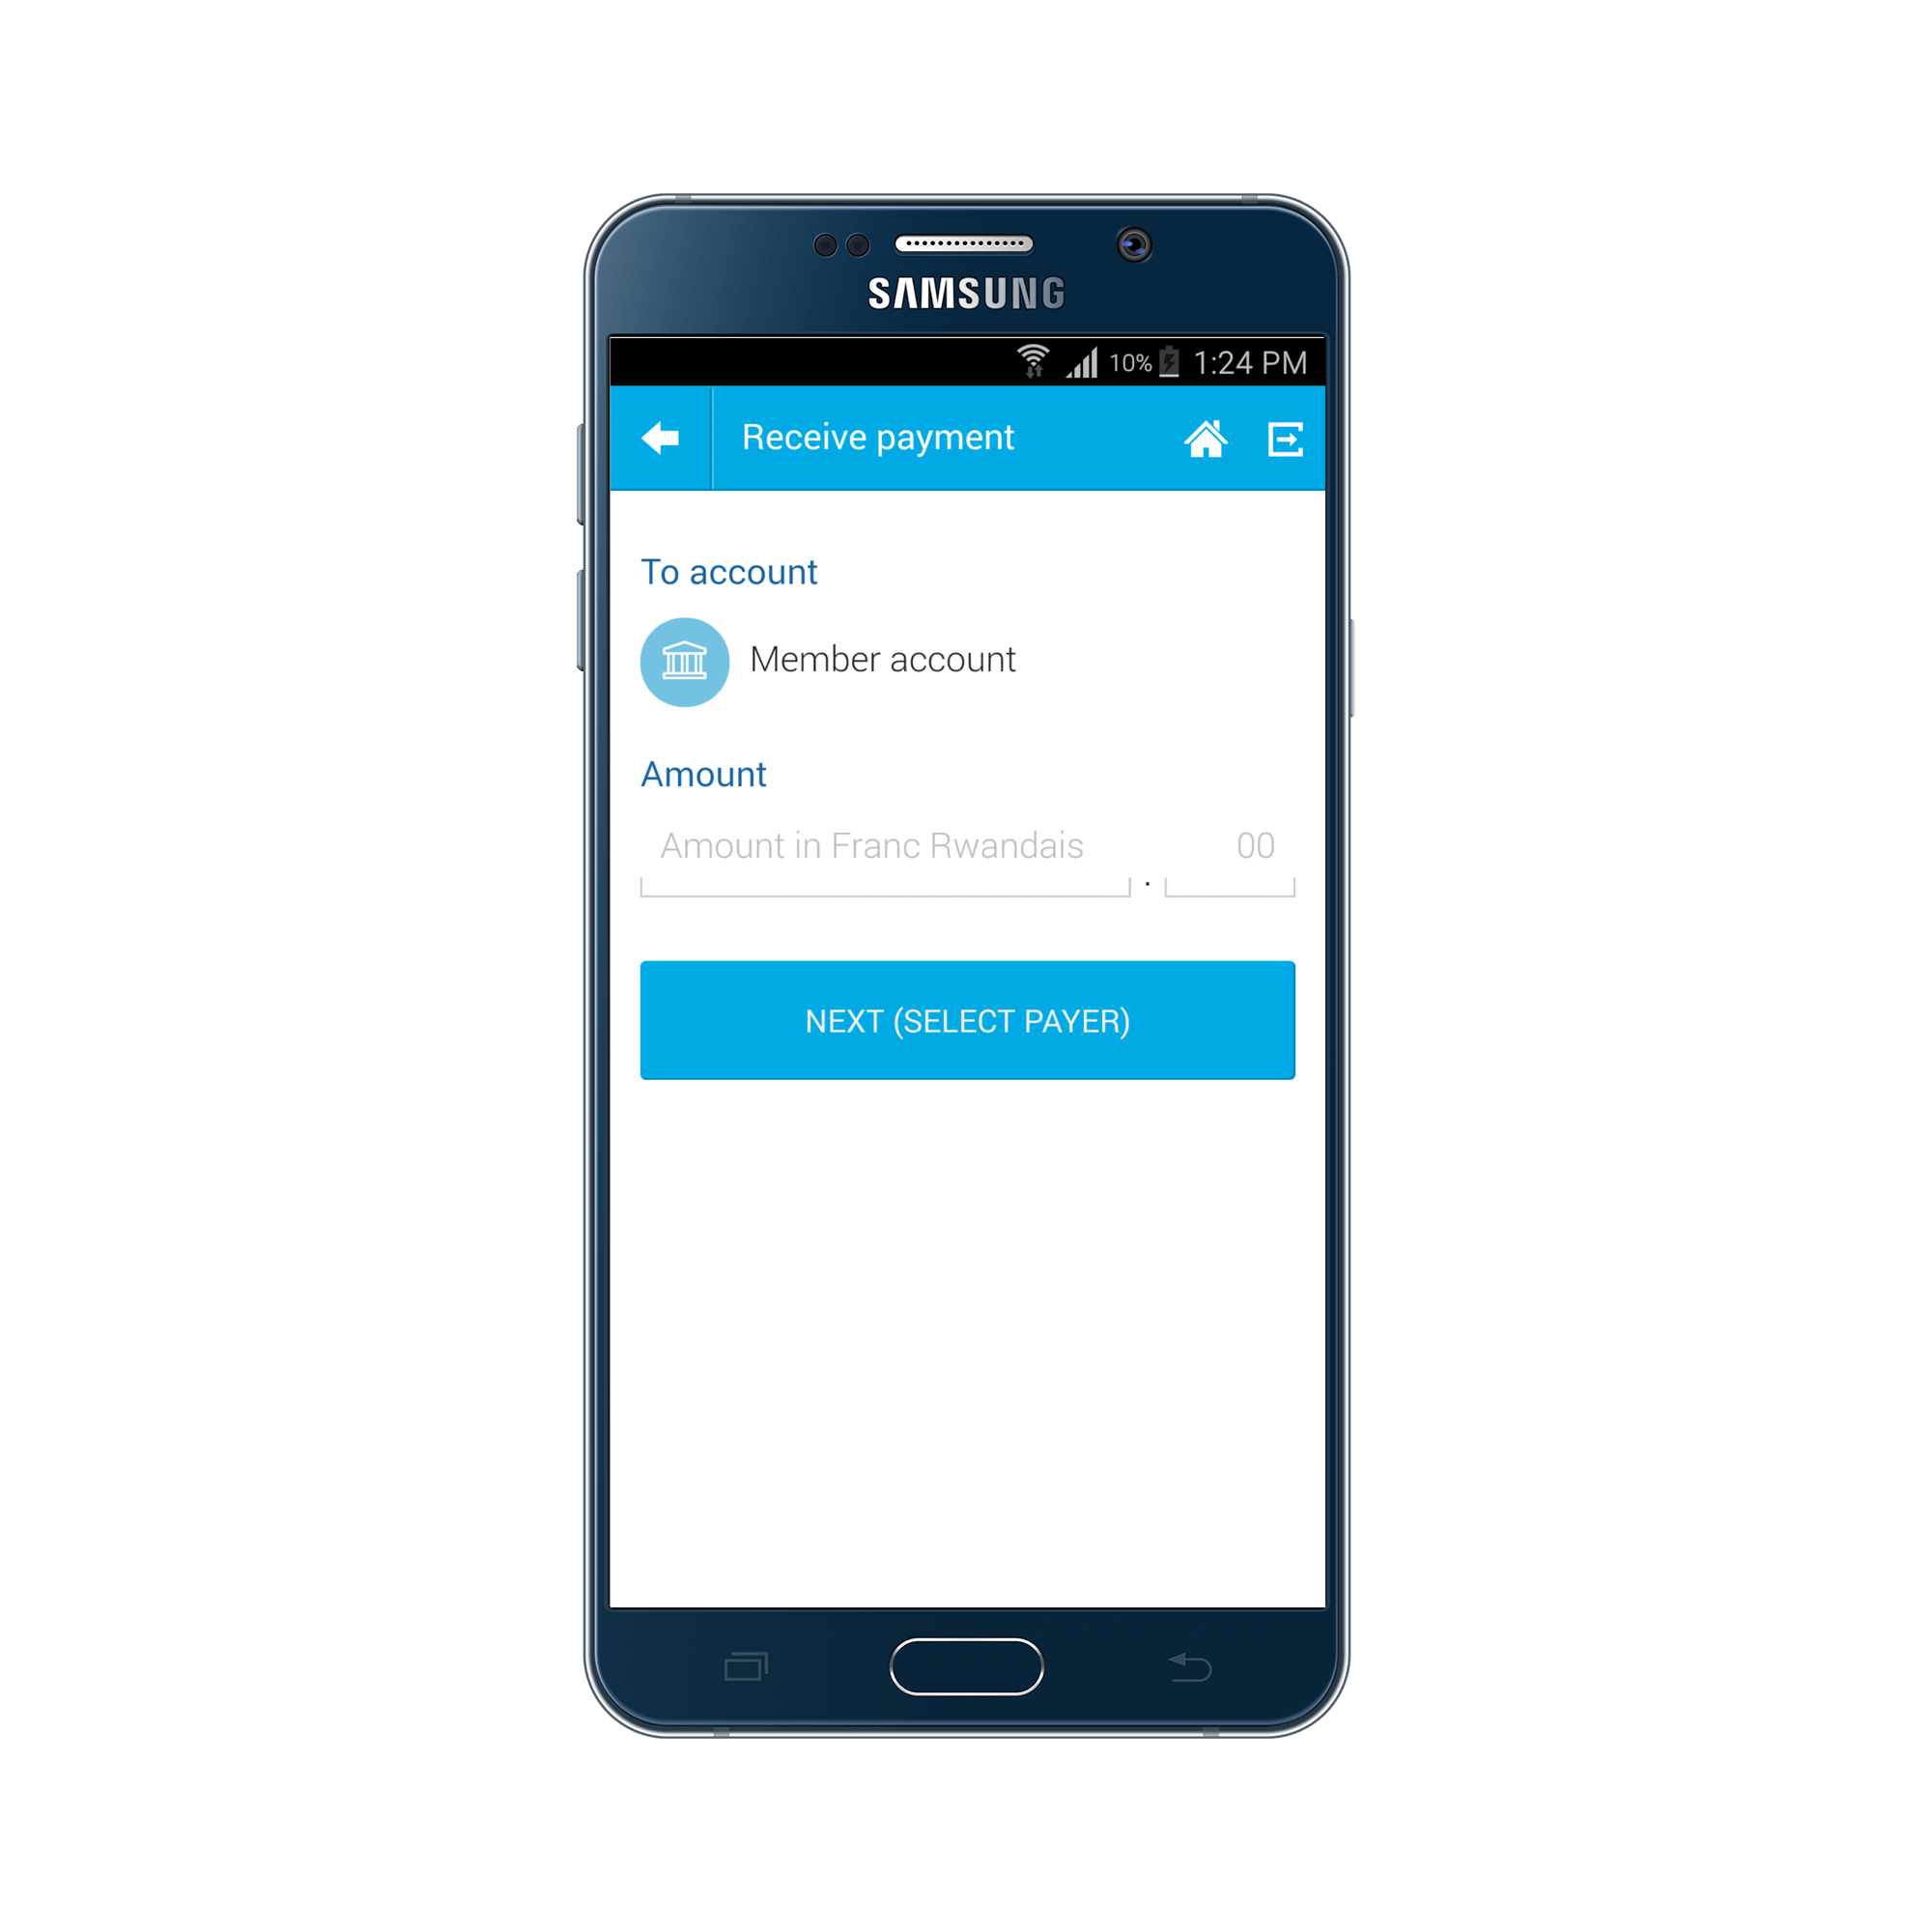 SAMSUNG
10% 1:24 PM
Receive payment
To account
Member account
Amount
Amount in Franc Rwandais . 00
NEXT (SELECT PAYER)